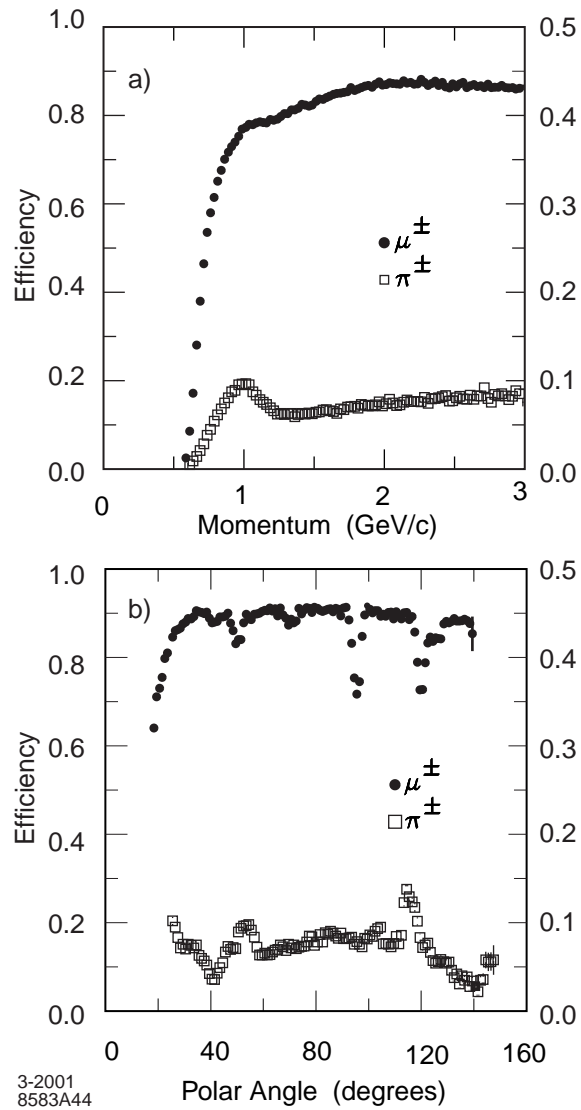 1.0 0.5
a)
0.8 0.4
0.6 0.3
μ±
π±
0.4 0.2
0.2 0.1
0.0 0.0
Efficiency
0 1 2 3
Momentum (GeV/c)
1.0 0.5
b)
0.8 0.4
0.6 0.3
μ±
π±
0.4 0.2
0.2 0.1
0.0 0.0
Efficiency
0 40 80 120 160
Polar Angle (degrees)
3-2001
8583A44